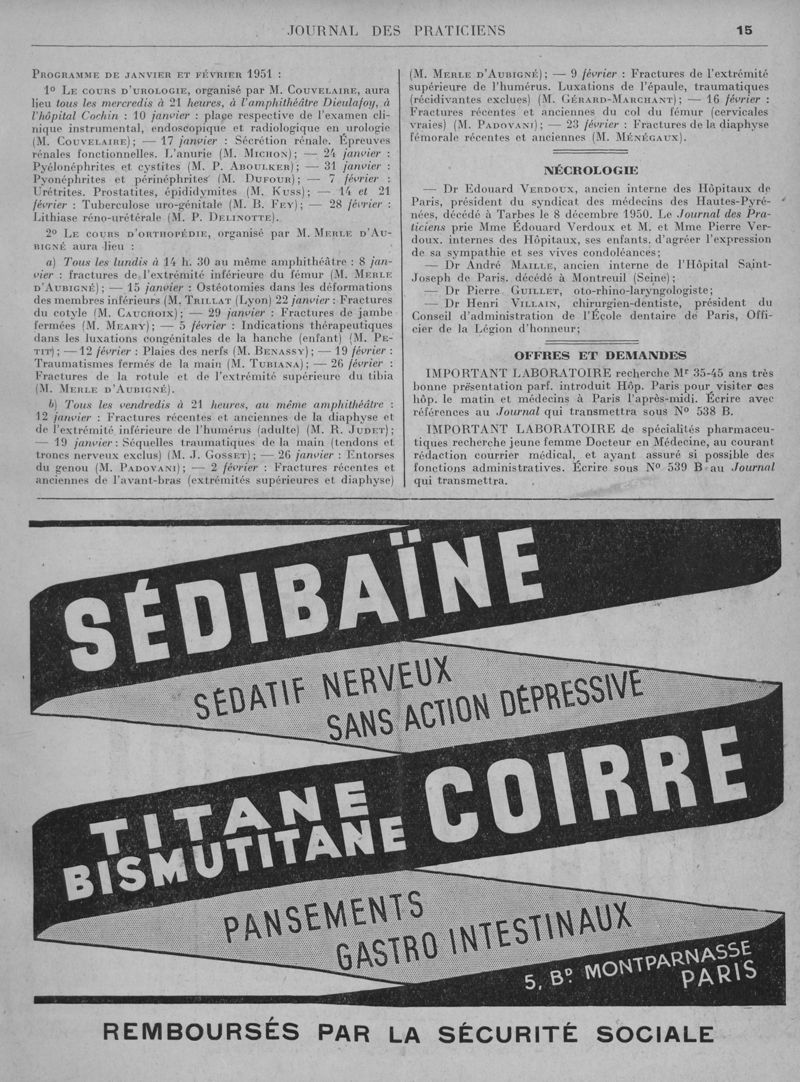 JOURNAL DES PRATICIENS 15
PROGRAMME DE JANVIER ET FÉVRIER 1951 :
1o LE COURS D'UROLOGIE, organisé par M. COUVELAIRE, aura
lieu tous les mercredis à 21 heures, à l'amphithéâtre Dieulafoy, à
l'hôpital Cochin : 10 janvier : plage respective de l'examen cli-
nique instrumental, endoscopique et radiologique en urologie
(M. COUVELAIRE) ; — 17 janvier : Sécrétion rénale. Épreuves
rénales fonctionnelles. L'anurie (M. MICHON) ; — 24 janvier :
Pyélonéphrites et cystites (M. P. ABOULKER) ; — 31 janvier :
Pyonéphrites et périnéphrites (M. DUFOUR) ; — 7 février :
Urétrites. Prostatites, épididymites (M. KUSS) ; — 14 et 21
février : Tuberculose uro-génitale (M. B. FEY) ; — 28 février :
Lithiase réno-urétérale (M. P. DELINOTTE).
2o LE COURS D'ORTHOPÉDIE, organisé par M. MERLE D'AU-
BIGNÉ aura lieu :
a) Tous les lundis à 14 h. 30 au même amphithéâtre : 8 jan-
vier : fractures de l'extrémité inférieure du fémur (M. MERLE
D'AUBIGNÉ) ; — 15 janvier : Ostéotomies dans les déformations
des membres inférieurs (M. TRILLAT (Lyon) 22 janvier : Fractures
du cotyle (M. CAUCHOIX) ; — 29 janvier : Fractures de jambe
fermées (M. MEARY) ; — 5 février : Indications thérapeutiques
dans les luxations congénitales de la hanche (enfant) (M. PE-
TIT) ; — 12 février : Plaies des nerfs (M. BENASSY) ; — 19 février :
Traumatismes fermés de la main (M. TUBIANA) ; — 26 février :
Fractures de la rotule et de l'extrémité supérieure du tibia
(M. MERLE D'AUBIGNÉ).
b) Tous les vendredis à 21 heures, au même amphithéâtre :
12 janvier : Fractures récentes et anciennes de la diaphyse et
de l'extrémité inférieure de l'humérus (adulte) (M. R. JUDET) ;
— 19 janvier : Séquelles traumatiques de la main (tendons et
troncs nerveux exclus) (M. J. GOSSET) ; — 26 janvier : Entorses
du genou (M. PADOVANI) ; — 2 février : Fractures récentes et
anciennes de l'avant-bras (extrémités supérieures et diaphyse)
(M. MERLE D'AUBIGNÉ) ; — 9 février : Fractures de l'extrémité
supérieure de l'humérus. Luxations de l'épaule, traumatiques
(récidivantes exclues) (M. GÉRARD-MARCHANT) ; — 16 février :
Fractures récentes et anciennes du col du fémur (cervicales
vraies) (M. PADOVANI) ; — 23 février : Fractures de la diaphyse
fémorale récentes et anciennes (M. MÉNÉGAUX).
NÉCROLOGIE
— Dr Edouard VERDOUX, ancien interne des Hôpitaux de
Paris, président du syndicat des médecins des Hautes-Pyré-
nées, décédé à Tarbes le 8 décembre 1950. Le Journal des Pra-
ticiens prie Mme Édouard Verdoux et M. et Mme Pierre Ver-
doux. internes des Hôpitaux, ses enfants, d'agréer l'expression
de sa sympathie et ses vives condoléances ;
— Dr André MAILLE, ancien interne de l'Hôpital Saint-
Joseph de Paris. décédé à Montreuil (Seine) ;
— Dr Pierre GUILLET, oto-rhino-laryngologiste ;
— Dr Henri VILLAIN, chirurgien-dentiste, président du
Conseil d'administration de l'École dentaire de Paris, Offi-
cier de la Légion d'honneur ;
OFFRES ET DEMANDES
IMPORTANT LABORATOIRE recherche Mr 35-45 ans très
bonne présentation parf. introduit Hôp. Paris pour visiter ces
hôp. le matin et médecins à Paris l'après-midi. Écrire avec
références au Journal qui transmettra sous No 538 B.
IMPORTANT LABORATOIRE de spécialités pharmaceu-
tiques recherche jeune femme Docteur en Médecine, au courant
rédaction courrier médical, et ayant assuré si possible des
fonctions administratives. Écrire sous No 539 B au Journal
qui transmettra.
SÉDIBAÏNE
SÉDATIF NERVEUX
SANS ACTION DÉPRESSIVE
TITANE
BISMUTITANE COIRRE
PANSEMENTS
GASTRO INTESTINAUX
5, BD. MONTPARNASSE
PARIS
REMBOURSÉS PAR LA SÉCURITÉ SOCIALE